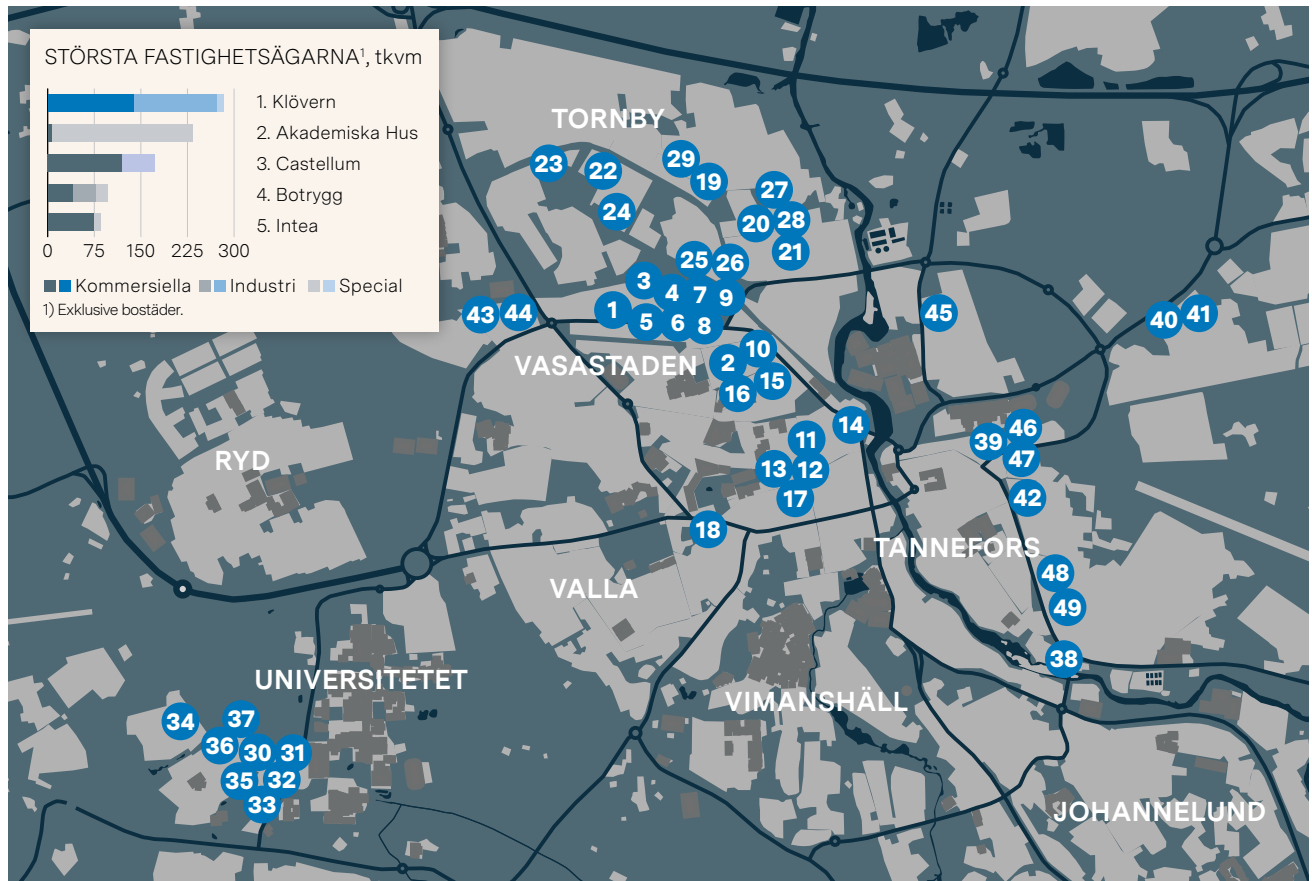 STÖRSTA FASTIGHETSÄGARNA¹, tkvm
1. Klövern
2. Akademiska Hus
3. Castellum
4. Botrygg
5. Intea
0 75 150 225 300
Kommersiella Industri Special
1) Exklusive bostäder.
TORNBY
29
23
22
19
27
24
20
28
21
25
26
3
4
7
9
1
5
6
8
43
44
45
40
41
VASASTADEN
10
2
15
16
14
11
46
39
47
13
12
RYD
17
42
18
TANNEFORS
48
VALLA
49
38
UNIVERSITETET
VIMANSHÄLL
34
37
36
30
31
35
32
33
JOHANNELUND